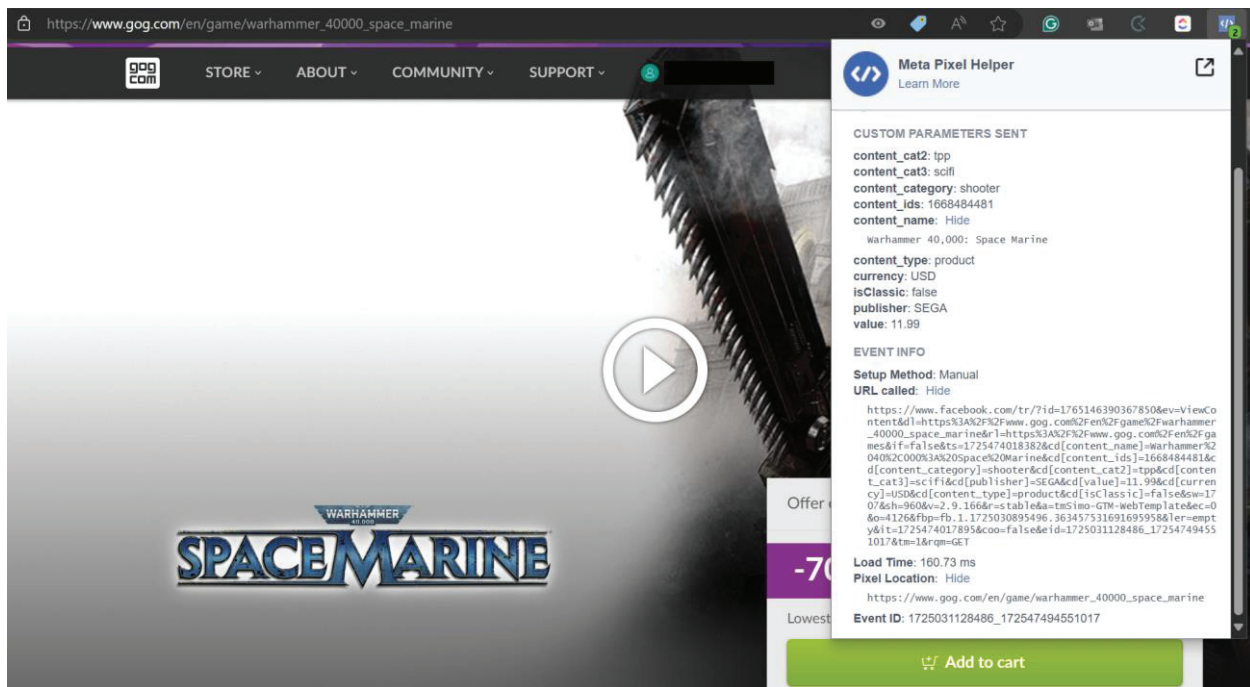 https://www.gog.com/en/game/warhammer_40000_space_marine
2
gog
com
STORE
ABOUT
COMMUNITY
SUPPORT
Meta Pixel Helper
Learn More
CUSTOM PARAMETERS SENT
content_cat2: tpp
content_cat3: scifi
content_category: shooter
content_ids: 1668484481
content_name: Hide
Warhammer 40,000: Space Marine
content_type: product
currency: USD
isClassic: false
publisher: SEGA
value: 11.99
EVENT INFO
Setup Method: Manual
URL called: Hide
https://www.facebook.com/tr/?id=1765146390367850&ev=ViewCo
ntent&dl=https%3A%2F%2Fwww.gog.com%2Fen%2Fgame%2Fwarhammer
_40000_space_marine&rl=https%3A%2F%2Fwww.gog.com%2Fen%2Fga
mes&if=false&ts=1725474018382&cd[content_name]=Warhammer%2
040%2C000%3A%20Space%20Marine&cd[content_ids]=1668484481&c
d[content_category]=shooter&cd[content_cat2]=tpp&cd[conten
t_cat3]=scifi&cd[publisher]=SEGA&cd[value]=11.99&cd[curren
cy]=USD&cd[content_type]=product&cd[isClassic]=false&sw=17
07&sh=960&v=2.9.166&r=stable&a=tmSimo-GTM-WebTemplate&ec=0
&o=4126&fbp=fb.1.1725030895496.363457531691695958&ler=empt
y&it=1725474017895&coo=false&eid=1725031128486_17254749455
1017&tm=1&rqm=GET
Load Time: 160.73 ms
Pixel Location: Hide
https://www.gog.com/en/game/warhammer_40000_space_marine
Event ID: 1725031128486_172547494551017
WARHAMMER
40,000
SPACE MARINE
Offer
-70
Lowest
Add to cart